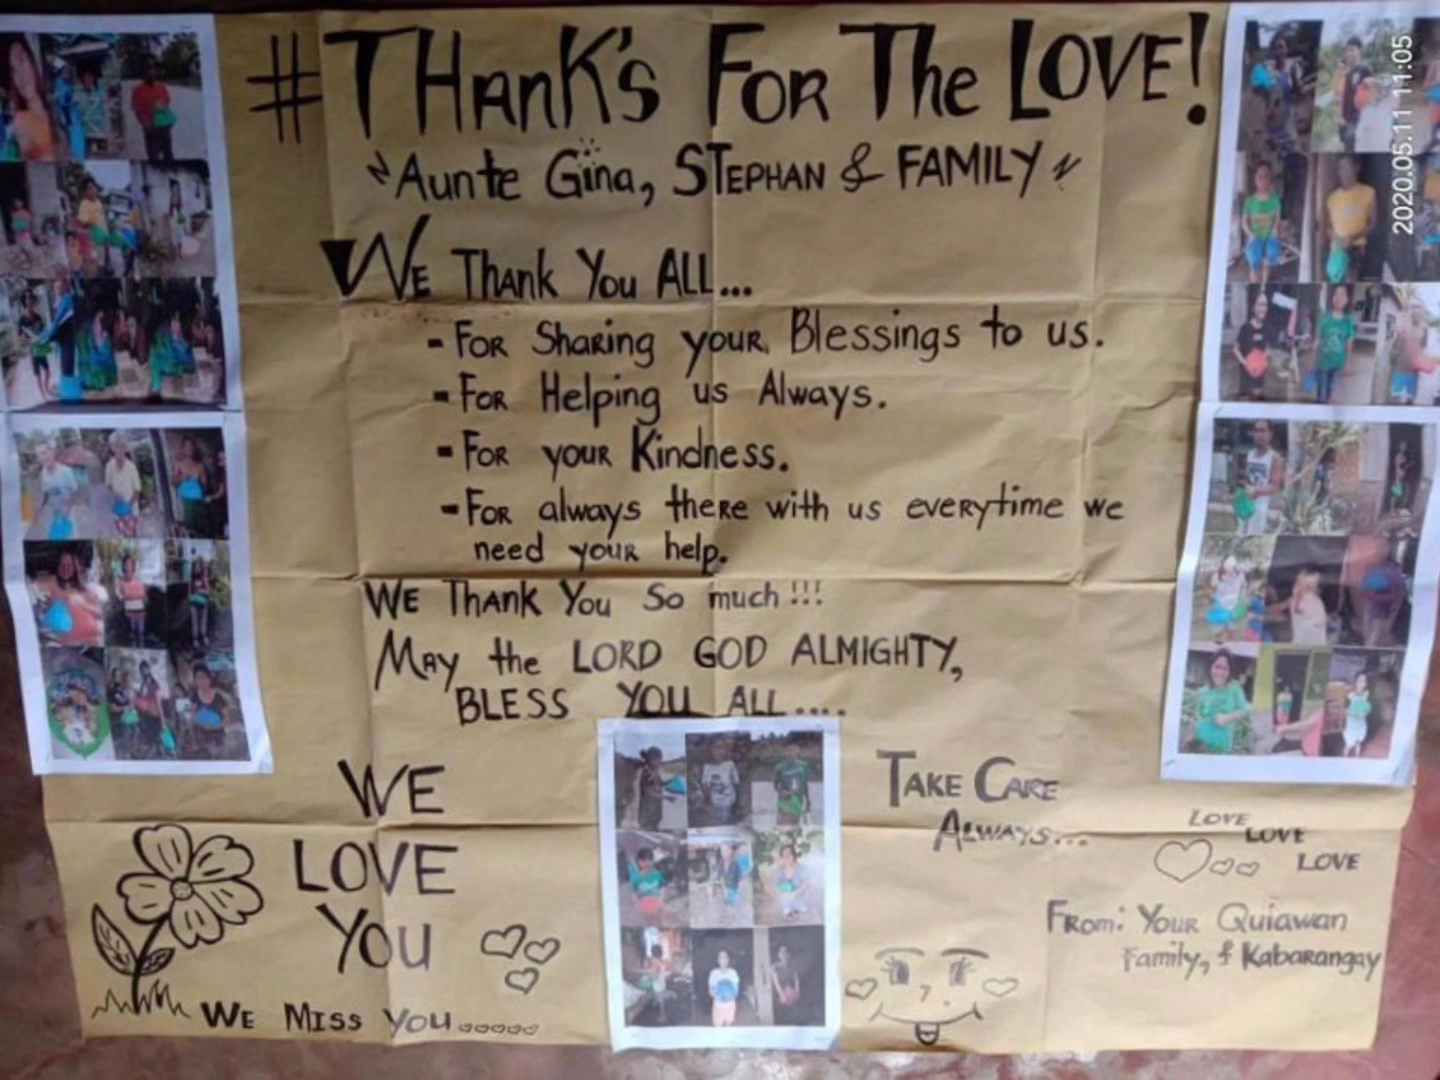 #THANK'S FOR THE LOVE!
Aunte Gina, STEPHAN & FAMILY
WE Thank You ALL...
- FOR Sharing your Blessings to us.
- FOR Helping us Always.
- FOR your Kindness.
- FOR always there with us everytime we
need your help.
WE Thank You So much!!!
MAY the LORD GOD ALMIGHTY,
BLESS YOU ALL....
WE
LOVE
YOU
WE MISS YOU
TAKE CARE
ALWAYS...
LOVE
LOVE
LOVE
From: Your Quiawan
Family, & Kabarangay
2020.05.11 11:05